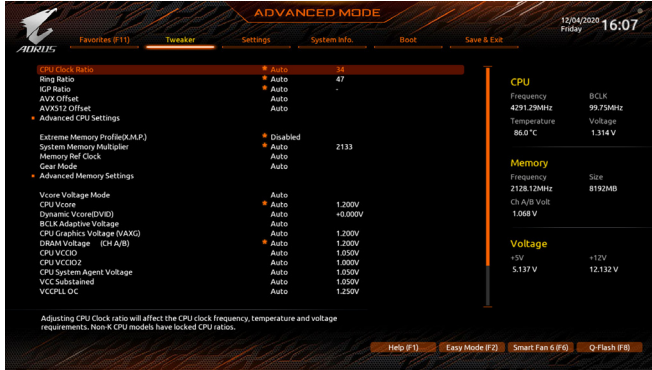 AORUS
ADVANCED MODE
12/04/2020 Friday 16:07
Favorites (F11) Tweaker Settings System Info. Boot Save & Exit
CPU Clock Ratio Auto 34
Ring Ratio Auto 47
IGP Ratio Auto -
AVX Offset Auto
AVX512 Offset Auto
Advanced CPU Settings
Extreme Memory Profile(X.M.P.) Disabled
System Memory Multiplier Auto 2133
Memory Ref Clock Auto
Gear Mode Auto
Advanced Memory Settings
Vcore Voltage Mode Auto
CPU Vcore Auto 1.200V
Dynamic Vcore(DVID) Auto +0.000V
BCLK Adaptive Voltage Auto
CPU Graphics Voltage (VAXG) Auto 1.200V
DRAM Voltage (CH A/B) Auto 1.200V
CPU VCCIO Auto 1.050V
CPU VCCIO2 Auto 1.000V
CPU System Agent Voltage Auto 1.050V
VCC Substained Auto 1.050V
VCCPLL OC Auto 1.250V
CPU
Frequency BCLK
4291.29MHz 99.75MHz
Temperature Voltage
86.0 °C 1.314 V
Memory
Frequency Size
2128.12MHz 8192MB
Ch A/B Volt
1.068 V
Voltage
+5V +12V
5.137 V 12.132 V
Adjusting CPU Clock ratio will affect the CPU clock frequency, temperature and voltage
requirements. Non-K CPU models have locked CPU ratios.
Help (F1) Easy Mode (F2) Smart Fan 6 (F6) Q-Flash (F8)